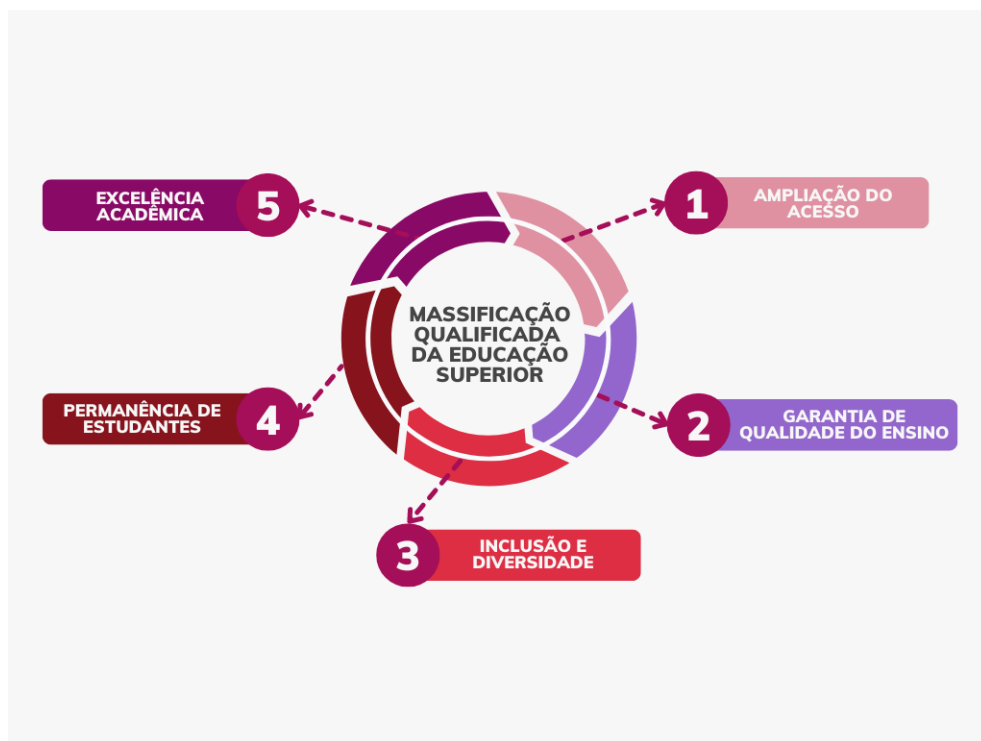 MASSIFICAÇÃO
QUALIFICADA
DA EDUCAÇÃO
SUPERIOR
1
AMPLIAÇÃO DO
ACESSO
2
GARANTIA DE
QUALIDADE DO ENSINO
3
INCLUSÃO E
DIVERSIDADE
4
PERMANÊNCIA DE
ESTUDANTES
5
EXCELÊNCIA
ACADÊMICA